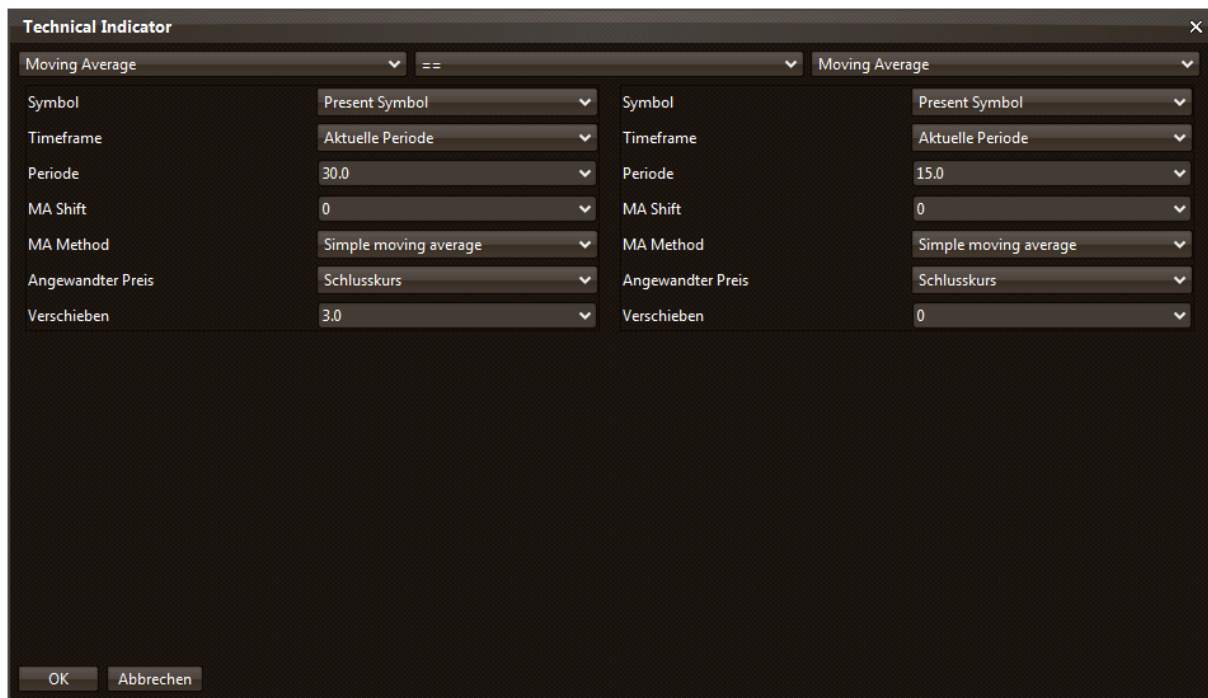 Technical Indicator
Moving Average == Moving Average
Symbol Present Symbol Symbol Present Symbol
Timeframe Aktuelle Periode Timeframe Aktuelle Periode
Periode 30.0 Periode 15.0
MA Shift 0 MA Shift 0
MA Method Simple moving average MA Method Simple moving average
Angewandter Preis Schlusskurs Angewandter Preis Schlusskurs
Verschieben 3.0 Verschieben 0
OK Abbrechen